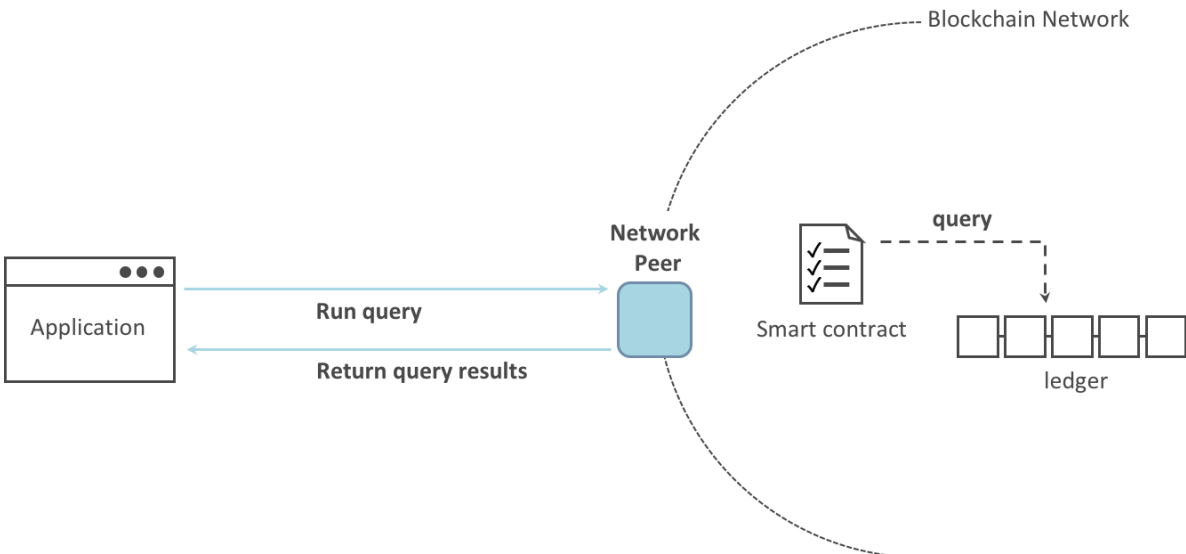 Blockchain Network
Network
Peer
query
Application
Run query
Smart contract
Return query results
ledger